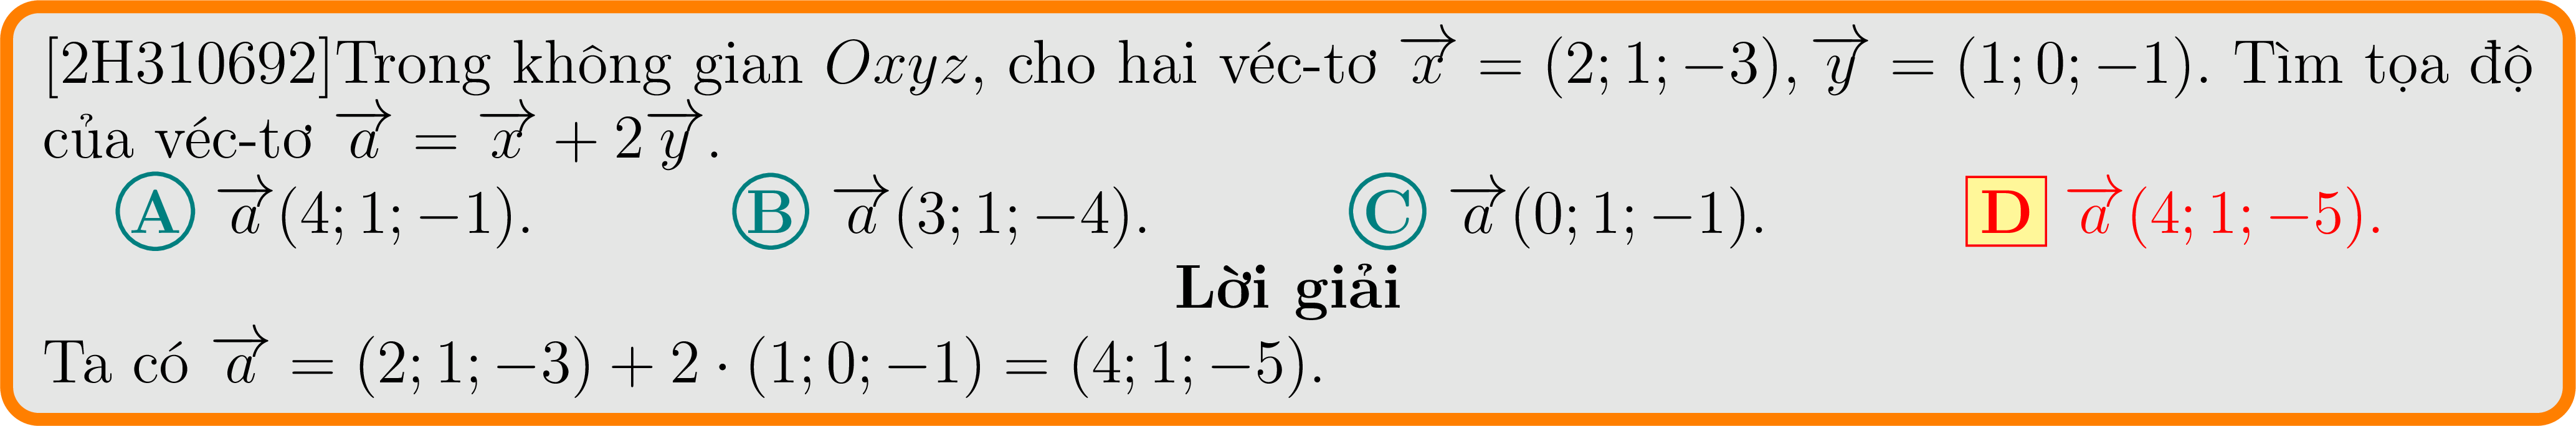 [2H310692]Trong không gian Oxyz, cho hai véc-tơ $\overrightarrow{x} = (2; 1; -3), \overrightarrow{y} = (1; 0; -1)$. Tìm tọa độ
của véc-tơ $\overrightarrow{a} = \overrightarrow{x} + 2\overrightarrow{y}$.
A $\overrightarrow{a}(4; 1; -1)$. B $\overrightarrow{a}(3; 1; -4)$. C $\overrightarrow{a}(0; 1; -1)$. D $\overrightarrow{a}(4; 1; -5)$.
Lời giải
Ta có $\overrightarrow{a} = (2; 1; -3) + 2 \cdot (1; 0; -1) = (4; 1; -5)$.